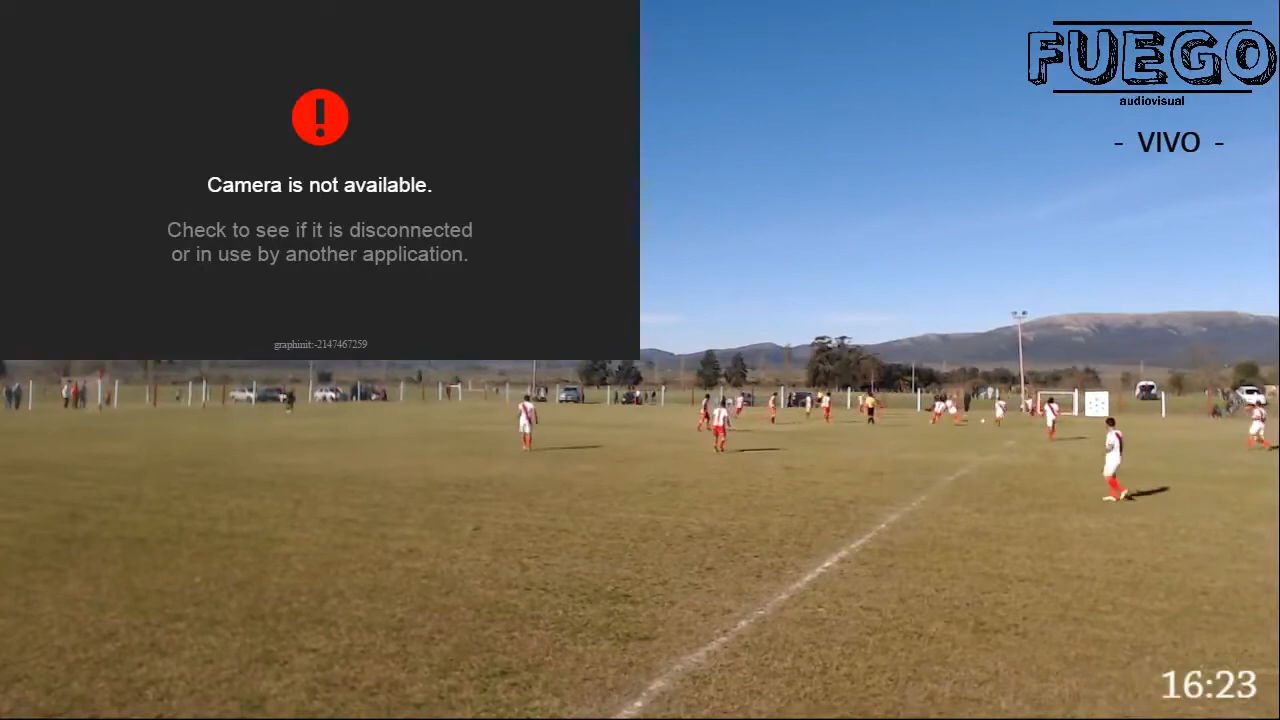 FUEGO
audiovisual
- VIVO -
Camera is not available.
Check to see if it is disconnected
or in use by another application.
graphinit:-2147467259
16:23